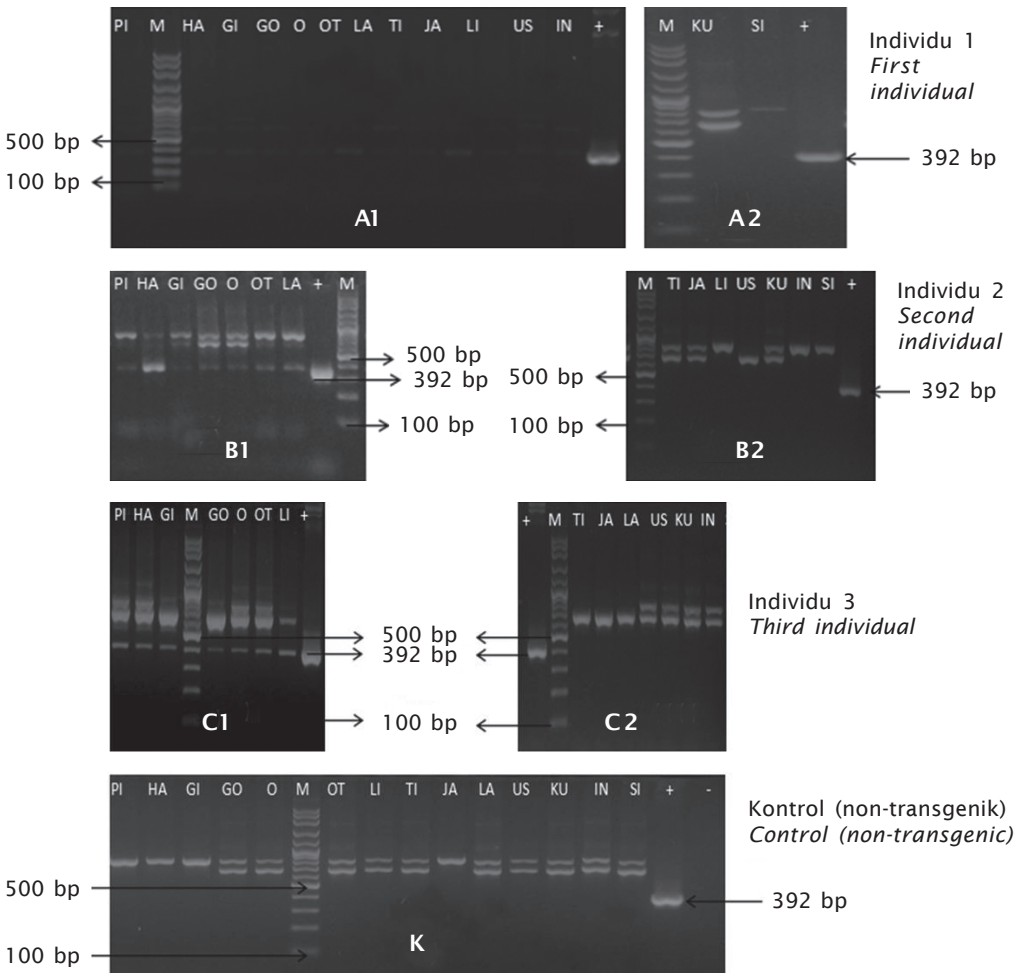 PI M HA GI GO O OT LA TI JA LI US IN +
M KU SI +
Individu 1
First
individual
500 bp
100 bp
392 bp
A1
A2
PI HA GI GO O OT LA + M
M TI JA LI US KU IN SI +
Individu 2
Second
individual
500 bp
392 bp
100 bp
500 bp
100 bp
392 bp
B1
B2
PI HA GI M GO O OT LI +
+ M TI JA LA US KU IN
Individu 3
Third individual
500 bp
392 bp
100 bp
C1
C2
PI HA GI GO O M OT LI TI JA LA US KU IN SI + -
Kontrol (non-transgenik)
Control (non-transgenic)
500 bp
392 bp
100 bp
K